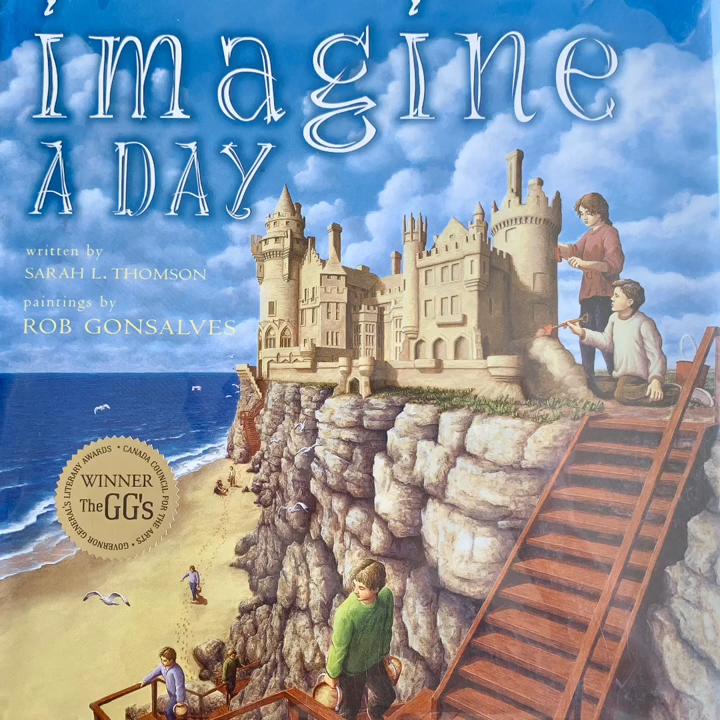 imagine
A DAY
written by
SARAH L. THOMSON
paintings by
ROB GONSALVES
GOVERNOR GENERAL'S LITERARY AWARDS • CANADA COUNCIL FOR THE ARTS •
WINNER
The GG's